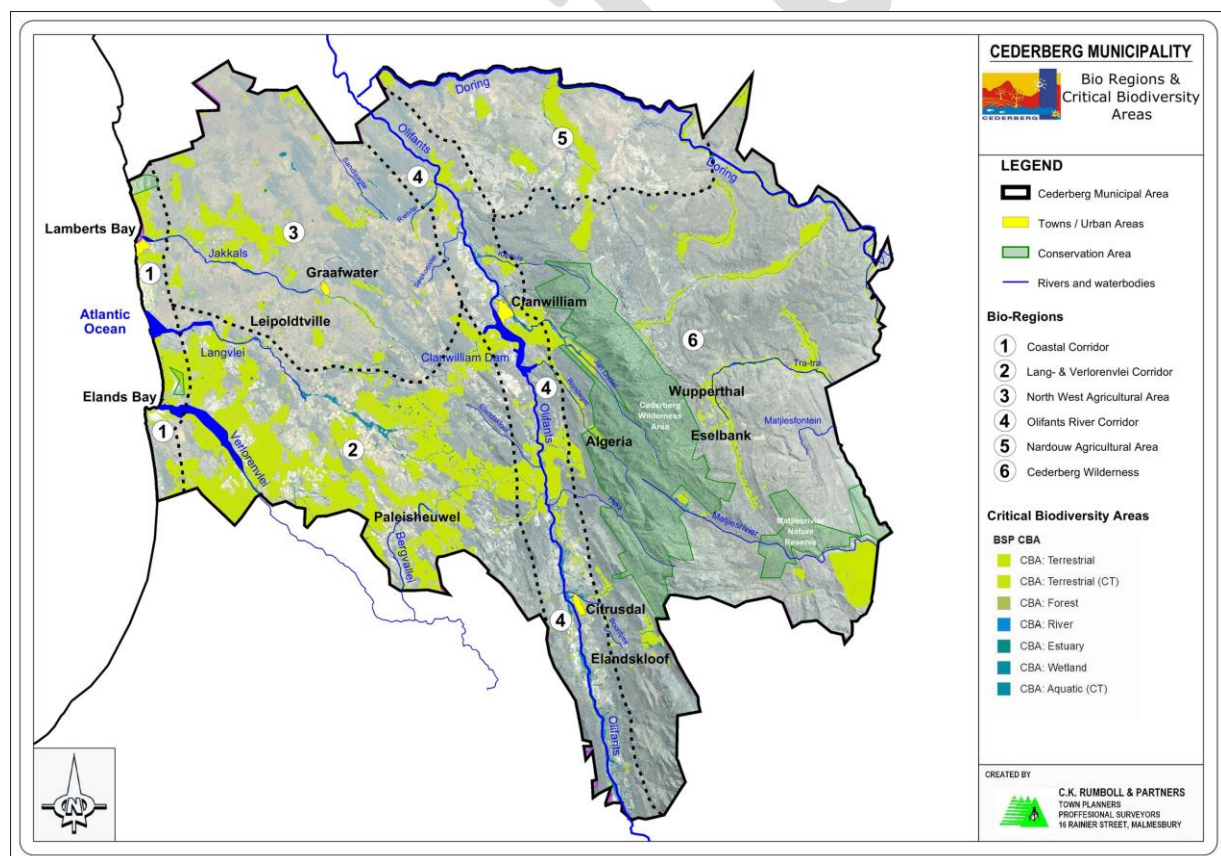 CEDERBERG MUNICIPALITY
CEDERBERG
Bio Regions &
Critical Biodiversity
Areas
LEGEND
Cederberg Municipal Area
Towns / Urban Areas
Conservation Area
Rivers and waterbodies
Bio-Regions
1 Coastal Corridor
2 Lang- & Verlorenvlei Corridor
3 North West Agricultural Area
4 Olifants River Corridor
5 Nardouw Agricultural Area
6 Cederberg Wilderness
Critical Biodiversity Areas
BSP CBA
CBA: Terrestrial
CBA: Terrestrial (CT)
CBA: Forest
CBA: River
CBA: Estuary
CBA: Wetland
CBA: Aquatic (CT)
CREATED BY
C.K. RUMBOLL & PARTNERS
TOWN PLANNERS
PROFFESIONAL SURVEYORS
16 RAINIER STREET, MALMESBURY
Doring
Olifants
5
4
Doring
Sandlaagte
Lamberts Bay
3
Jakkals
1
Graafwater
Clanwilliam
Atlantic
Ocean
Leipoldtville
6
Langvlei
Clanwilliam Dam
Tra-tra
Jan Dissels
4
Elands Bay
Wupperthal
Olifants
Cederberg
Wilderness
Area
Matjiesfontein
1
Algeria
Eselbank
2
Verlorenvlei
Paleisheuwel
Matjiesrivier
Matjiesrivier
Nature
Reserve
Bergvallei
Citrusdal
4
Elandskloof
Olifants
N